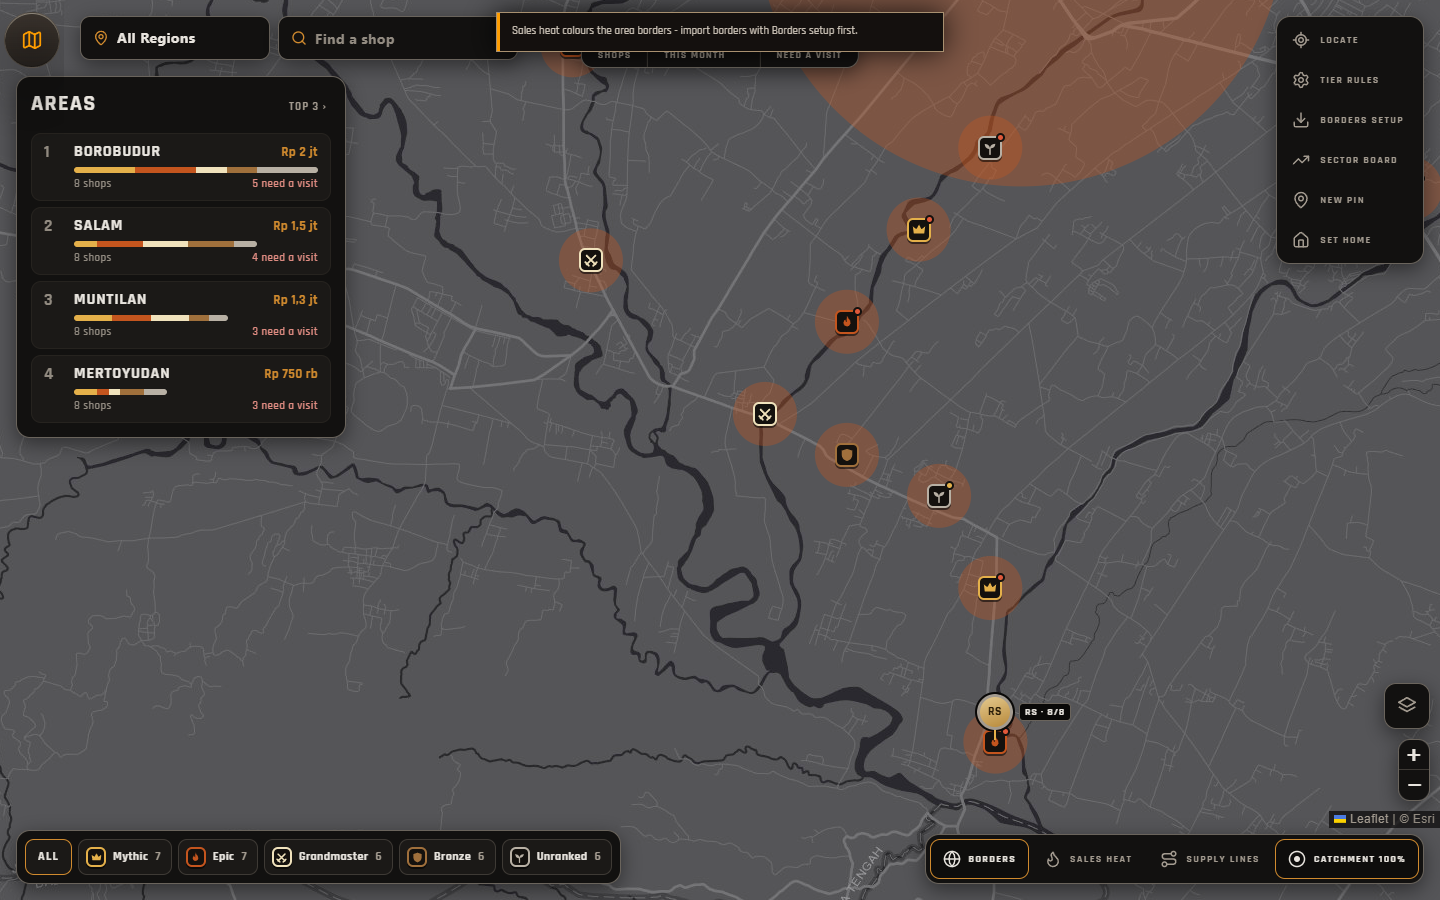 All Regions
Find a shop
Sales heat colours the area borders - import borders with Borders setup first.
SHOPS
THIS MONTH
NEED A VISIT
AREAS
TOP 3 ›
1
BOROBUDUR
Rp 2 jt
8 shops
5 need a visit
2
SALAM
Rp 1,5 jt
8 shops
4 need a visit
3
MUNTILAN
Rp 1,3 jt
8 shops
3 need a visit
4
MERTOYUDAN
Rp 750 rb
8 shops
3 need a visit
LOCATE
TIER RULES
BORDERS SETUP
SECTOR BOARD
NEW PIN
SET HOME
RS
RS · 8/8
+
−
Leaflet | © Esri
A TENGAH
ALL
Mythic 7
Epic 7
Grandmaster 6
Bronze 6
Unranked 6
BORDERS
SALES HEAT
SUPPLY LINES
CATCHMENT 100%